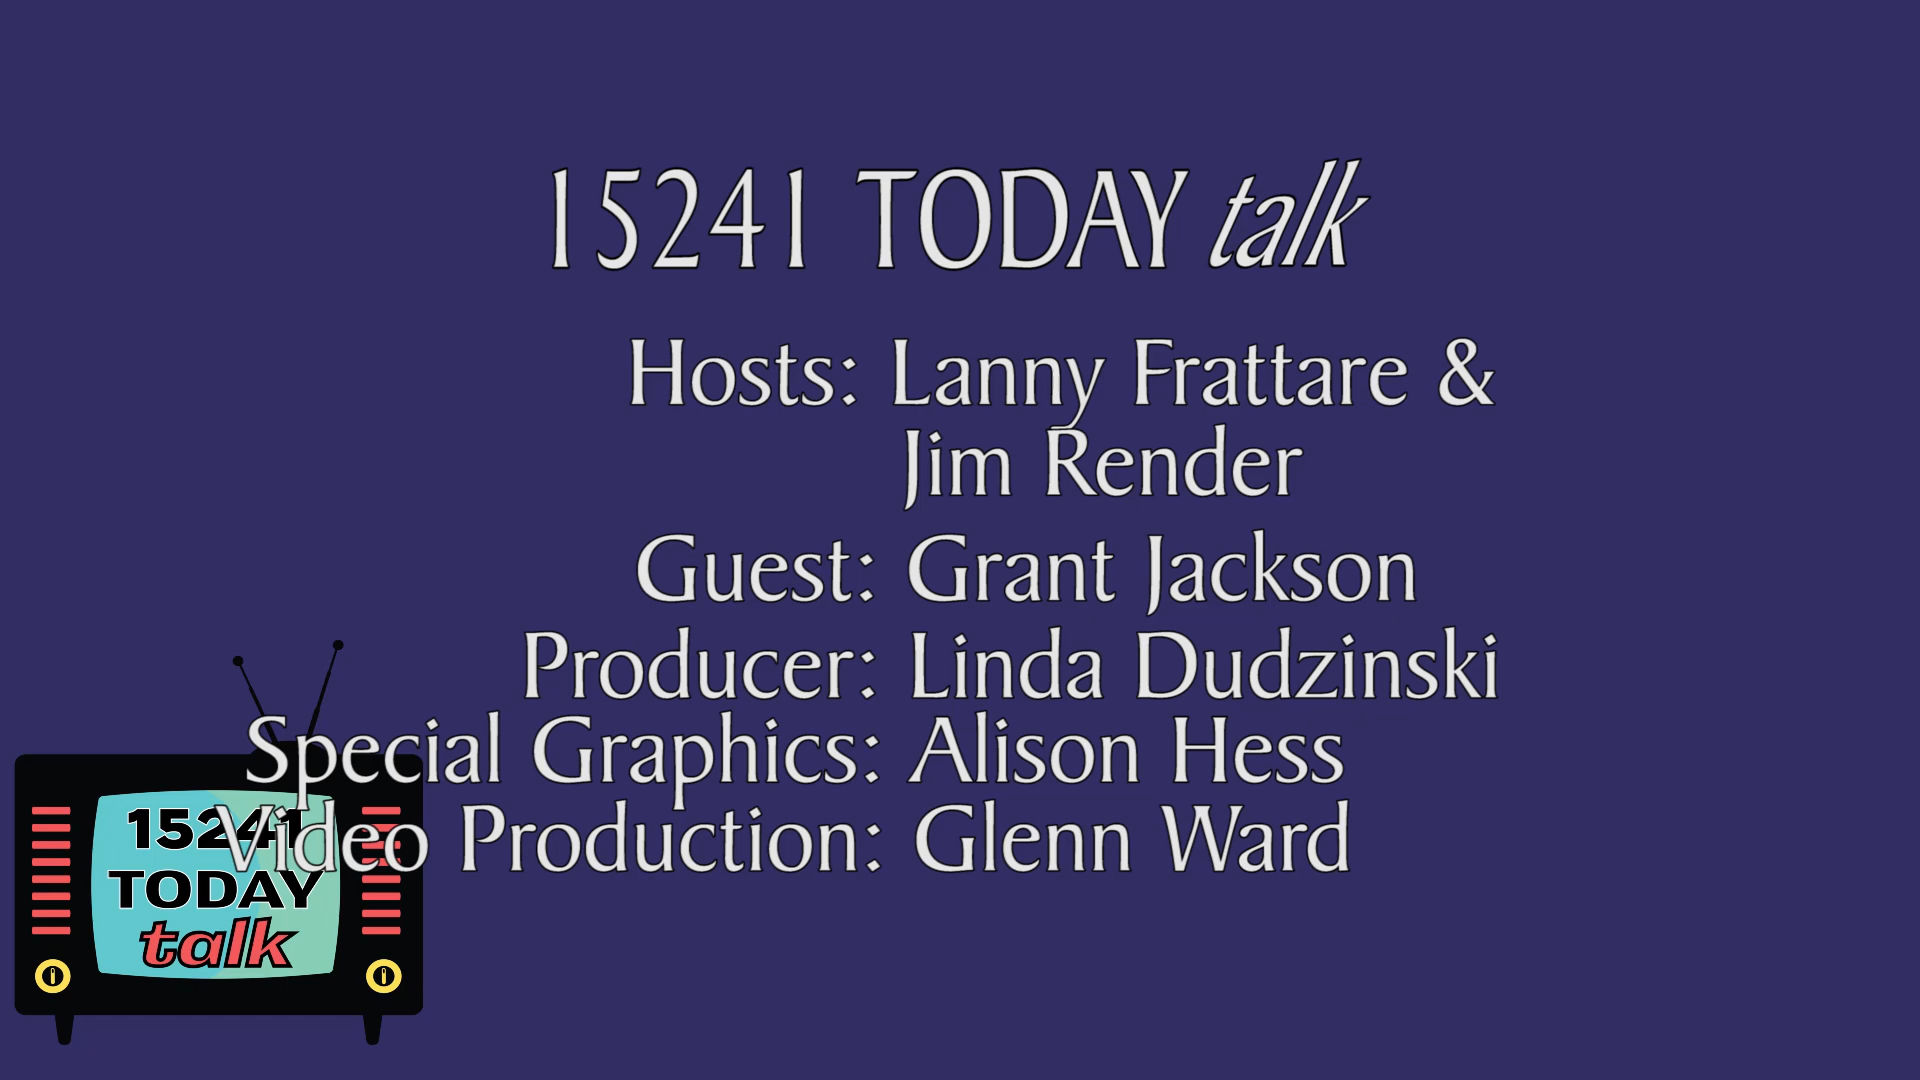 15241 TODAY talk
Hosts: Lanny Frattare &
Jim Render
Guest: Grant Jackson
Producer: Linda Dudzinski
Special Graphics: Alison Hess
Video Production: Glenn Ward
15241
TODAY
talk